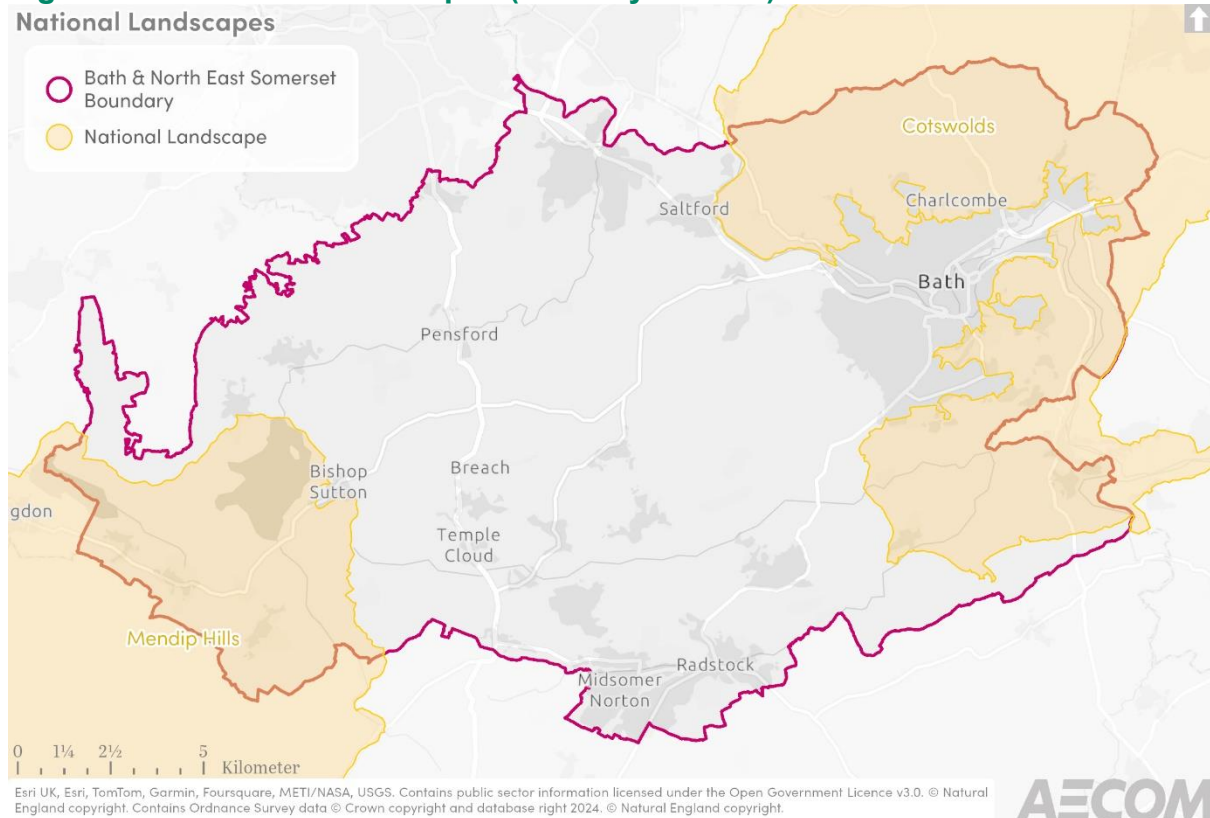 National Landscapes
Bath & North East Somerset
Boundary
National Landscape
Cotswolds
Charlcombe
Saltford
Bath
Pensford
Bishop
Sutton
Breach
gdon
Temple
Cloud
Mendip Hills
Radstock
Midsomer
Norton
0 1¼ 2½ 5
Kilometer
Esri UK, Esri, TomTom, Garmin, Foursquare, METI/NASA, USGS. Contains public sector information licensed under the Open Government Licence v3.0. © Natural
England copyright. Contains Ordnance Survey data © Crown copyright and database right 2024. © Natural England copyright.
AECOM